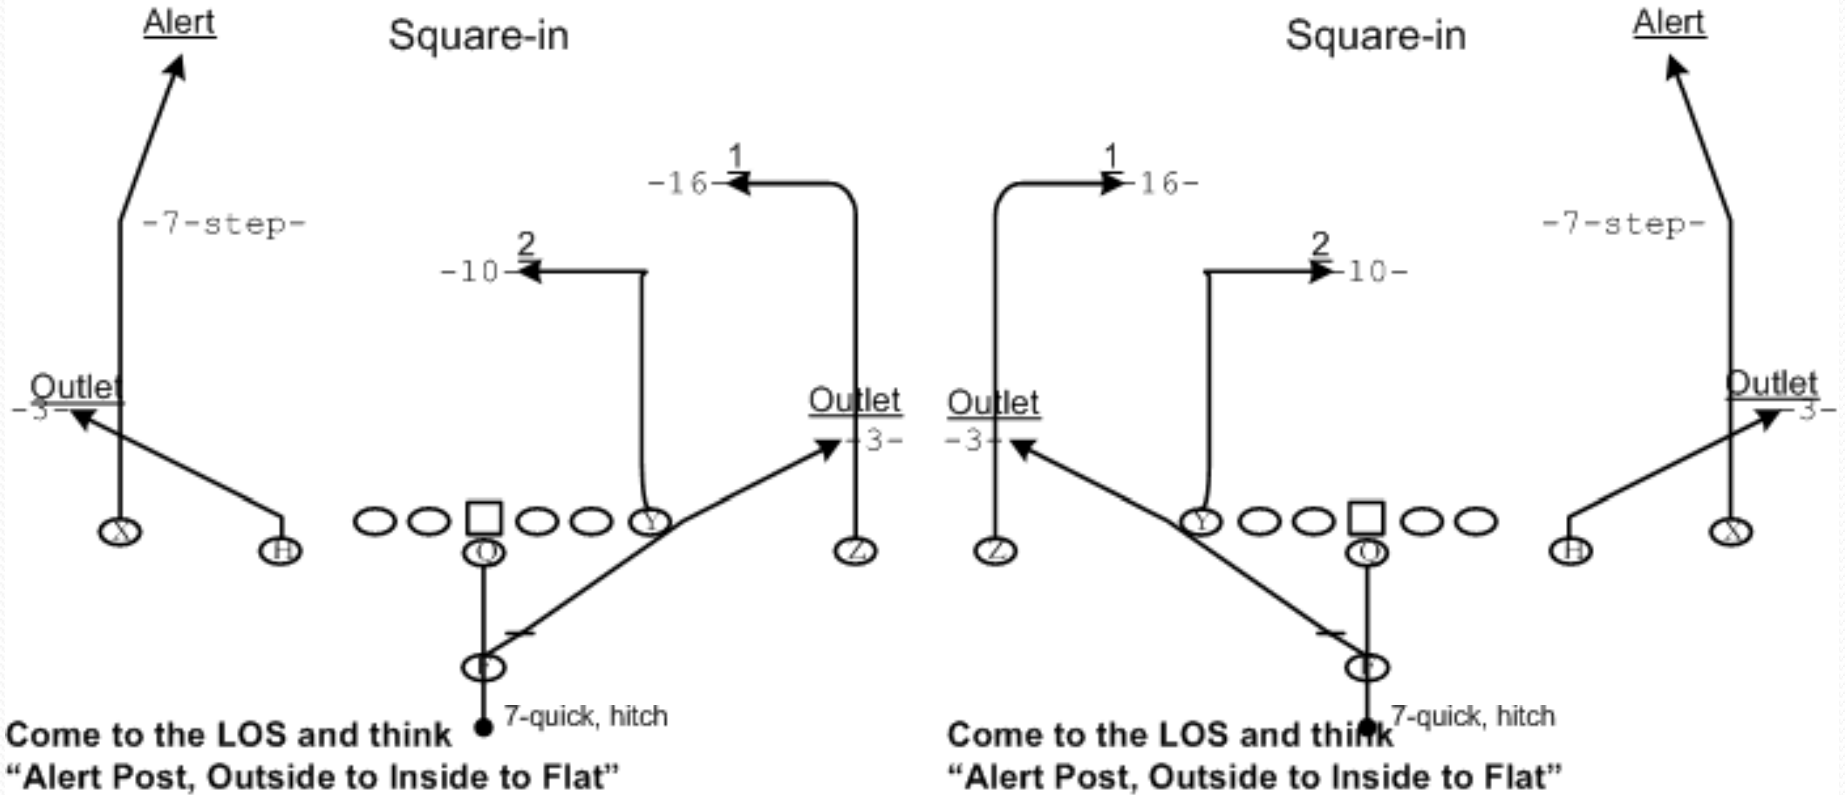 Alert
Square-in
Square-in
Alert
1
-16-
1
-16-
-7-step-
-7-step-
2
-10-
2
-10-
Outlet
-3-
Outlet
-3-
Outlet
-3-
Outlet
-3-
X
H
Q
Y
Z
Z
Y
Q
H
X
F
F
7-quick, hitch
7-quick, hitch
Come to the LOS and think
“Alert Post, Outside to Inside to Flat”
Come to the LOS and think
“Alert Post, Outside to Inside to Flat”